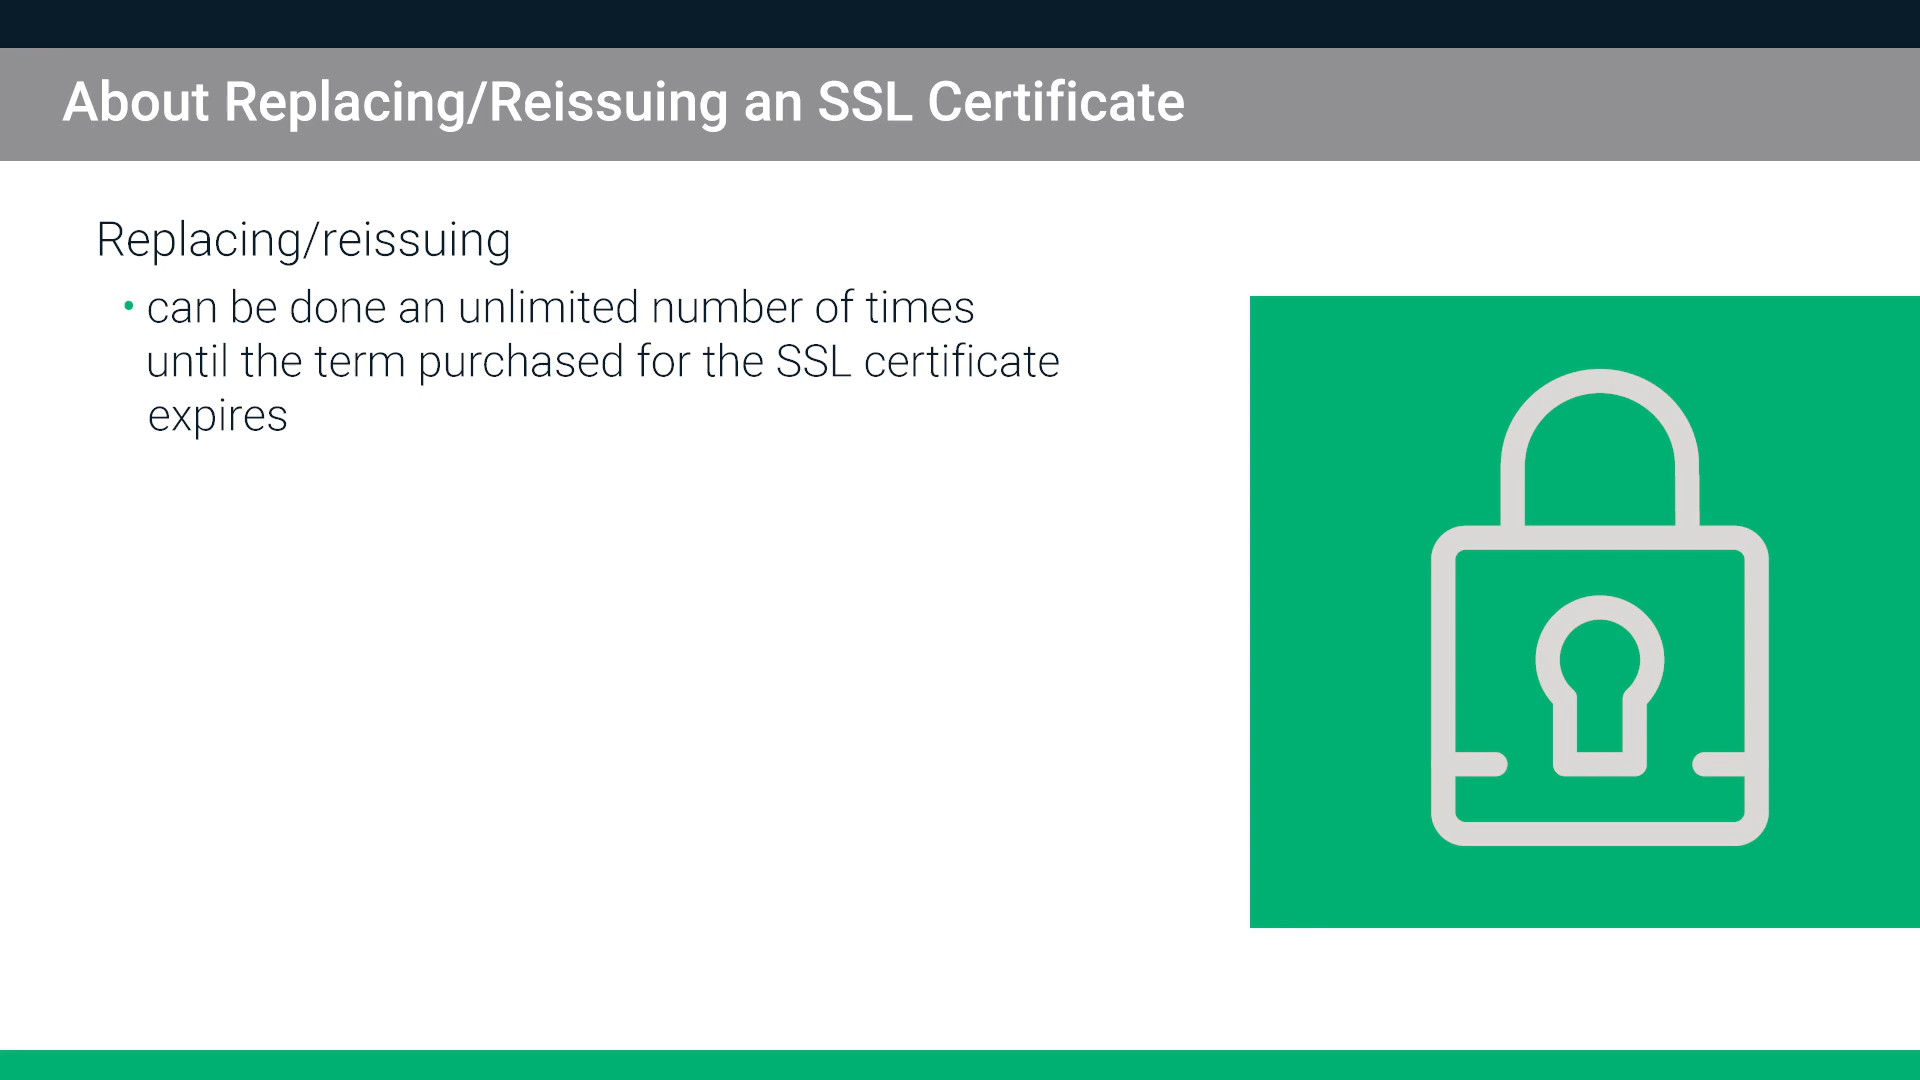 About Replacing/Reissuing an SSL Certificate
Replacing/reissuing
• can be done an unlimited number of times
until the term purchased for the SSL certificate
expires